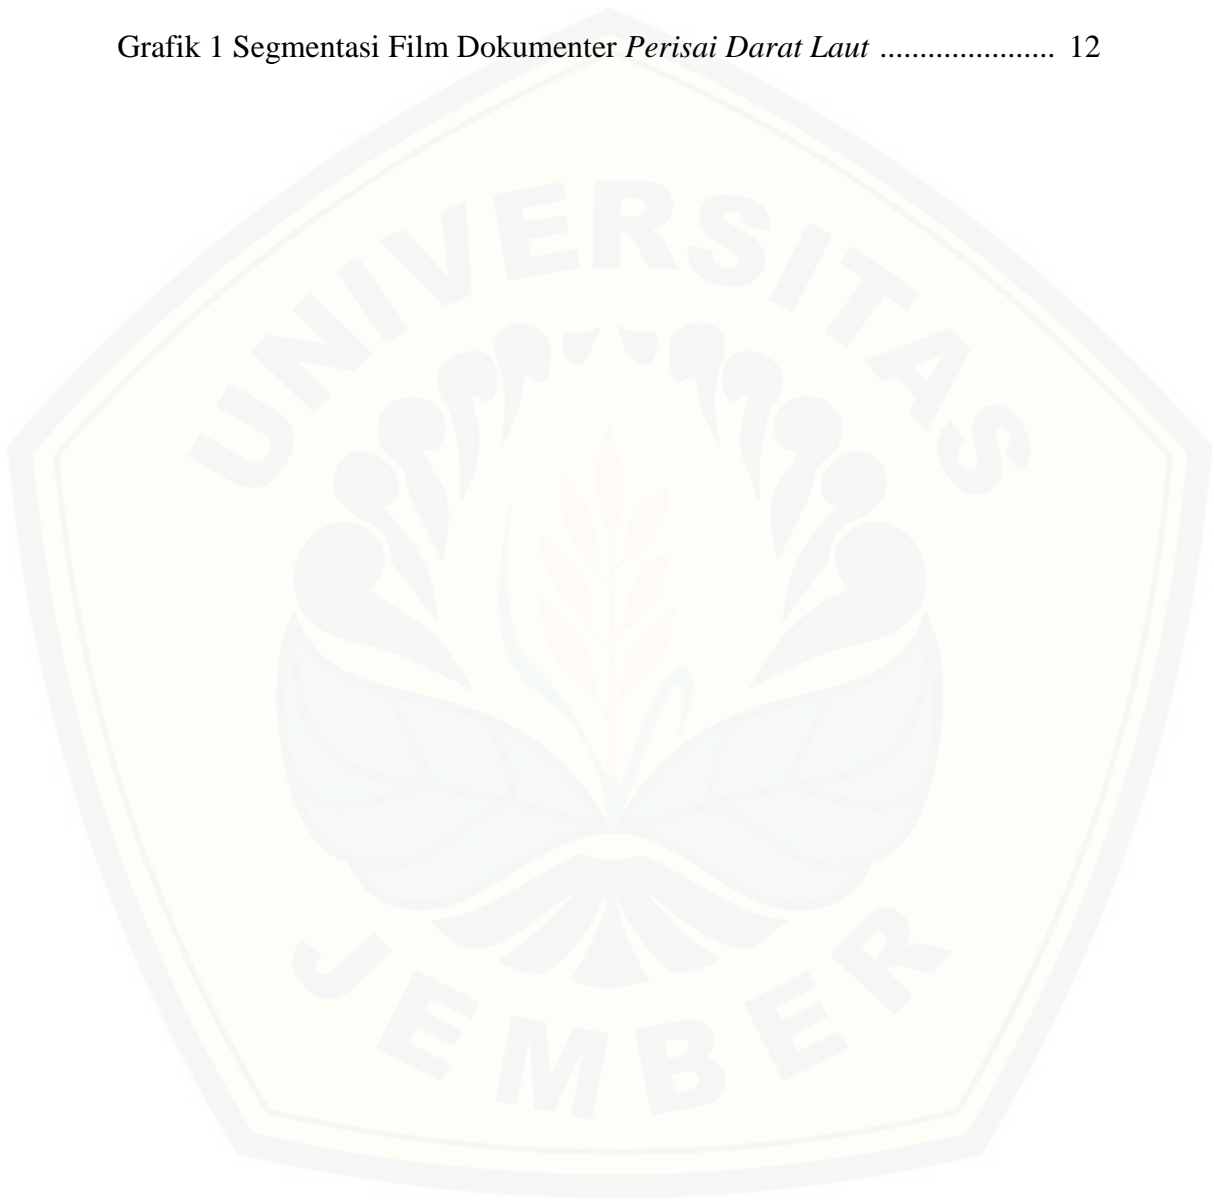 Grafik 1 Segmentasi Film Dokumenter Perisai Darat Laut ....................... 12
UNIVERSITAS
JEMBER